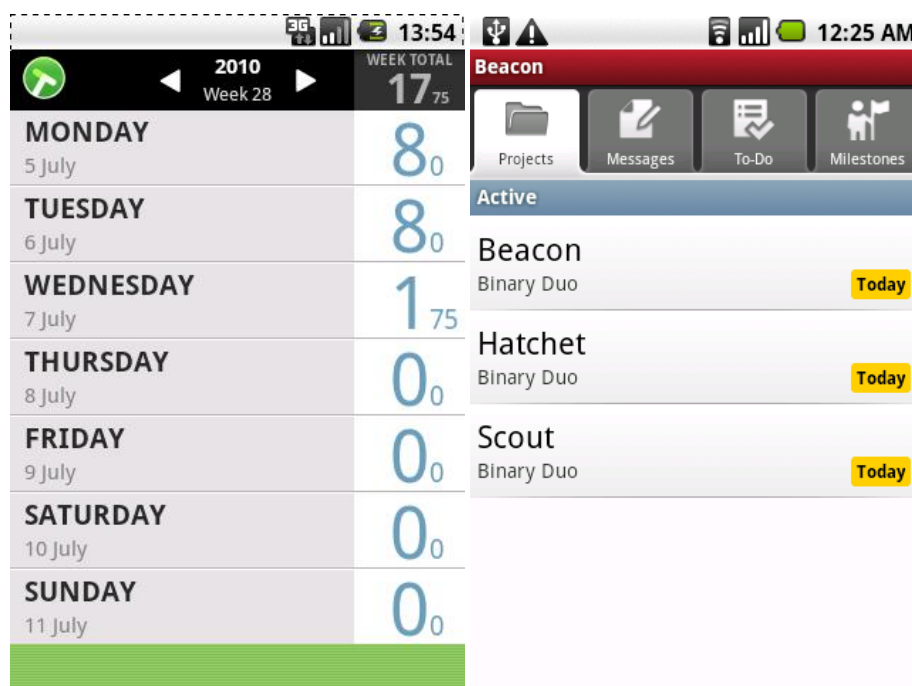 3G 13:54
2010
Week 28
WEEK TOTAL
17 75
MONDAY
5 July
8 0
TUESDAY
6 July
8 0
WEDNESDAY
7 July
1 75
THURSDAY
8 July
0 0
FRIDAY
9 July
0 0
SATURDAY
10 July
0 0
SUNDAY
11 July
0 0
12:25 AM
Beacon
Projects Messages To-Do Milestones
Active
Beacon
Binary Duo Today
Hatchet
Binary Duo Today
Scout
Binary Duo Today